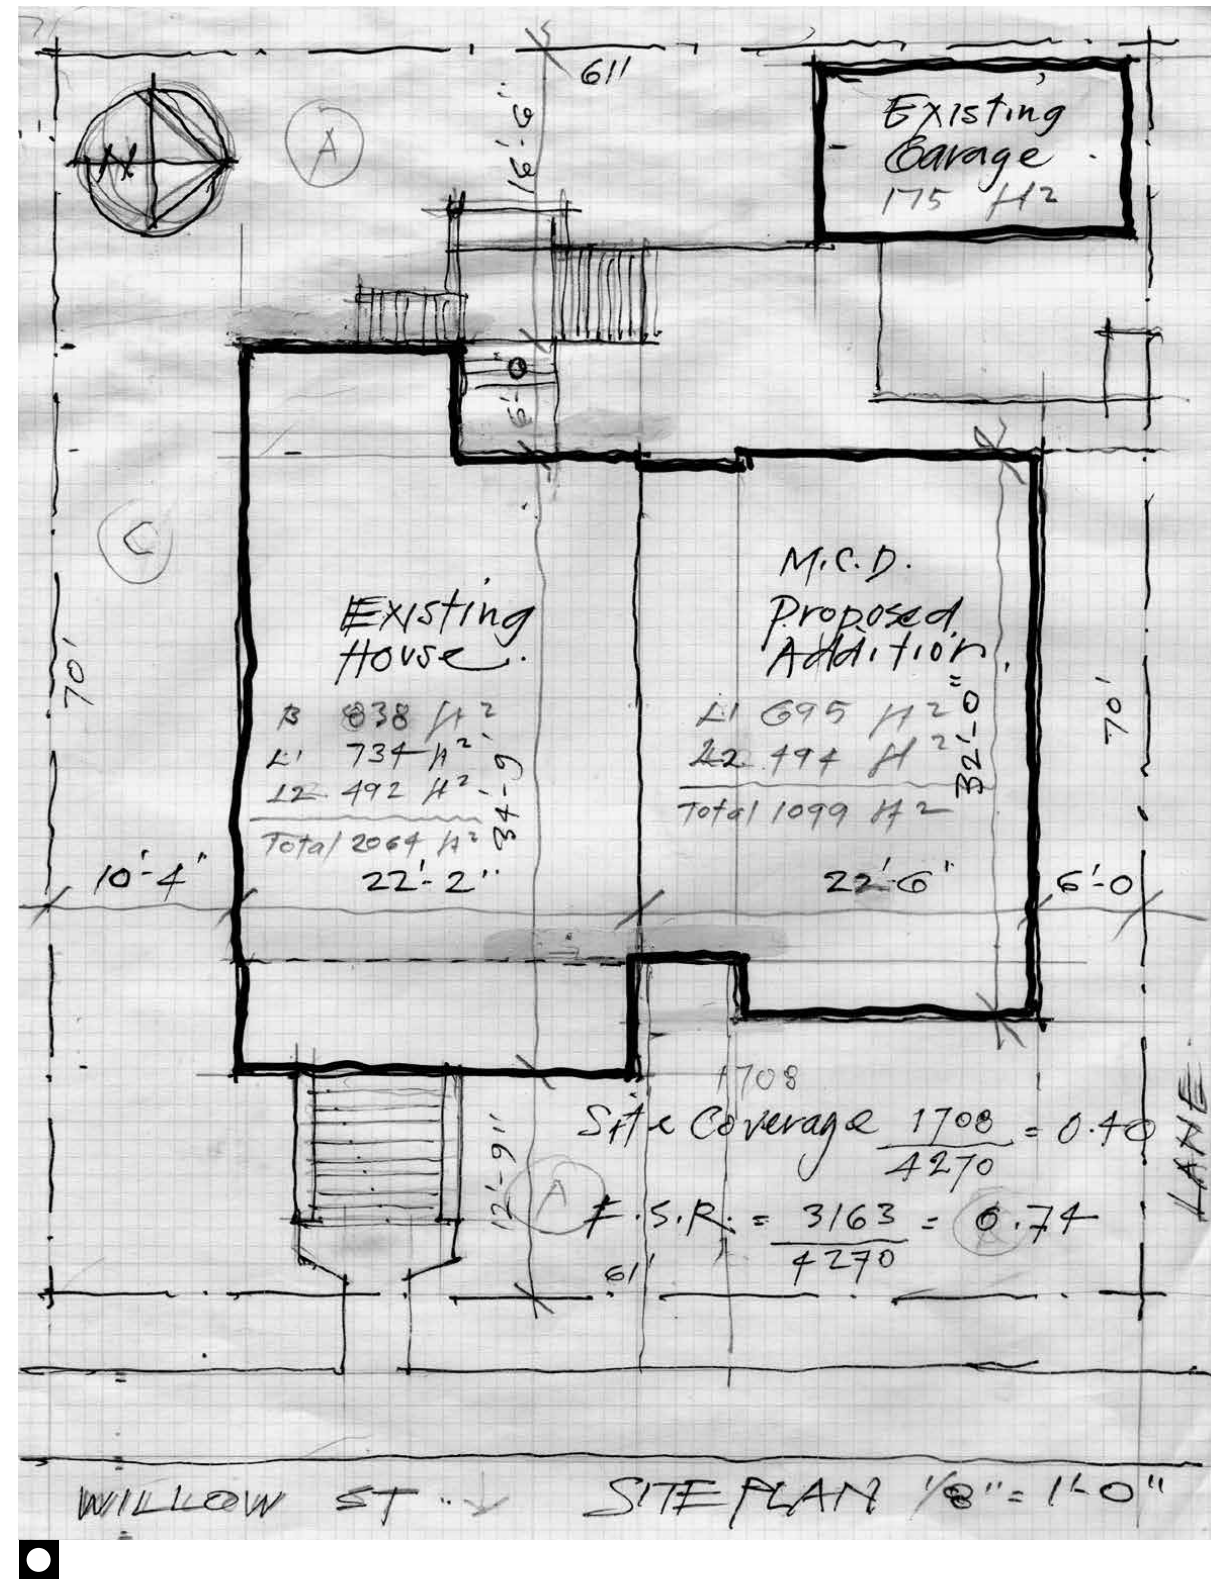 61'
16'-6"
N
A
Existing
Garage
175 ft²
6'-0"
C
M.C.D.
Proposed
Addition
Existing
House
70'
70'
B 838 ft²
L1 734 ft²
L2 492 ft²
Total 2064 ft²
34'-9"
L1 695 ft²
L2 494 ft²
Total 1099 ft²
32'-0"
10'-4"
22'-2"
22'-6"
6'-0
1708
Site Coverage 1708/4270 = 0.40
12'-9"
A
F.S.R. = 3163/4270 = 0.74
61'
LANE
WILLOW ST
SITE PLAN 1/8" = 1'-0"